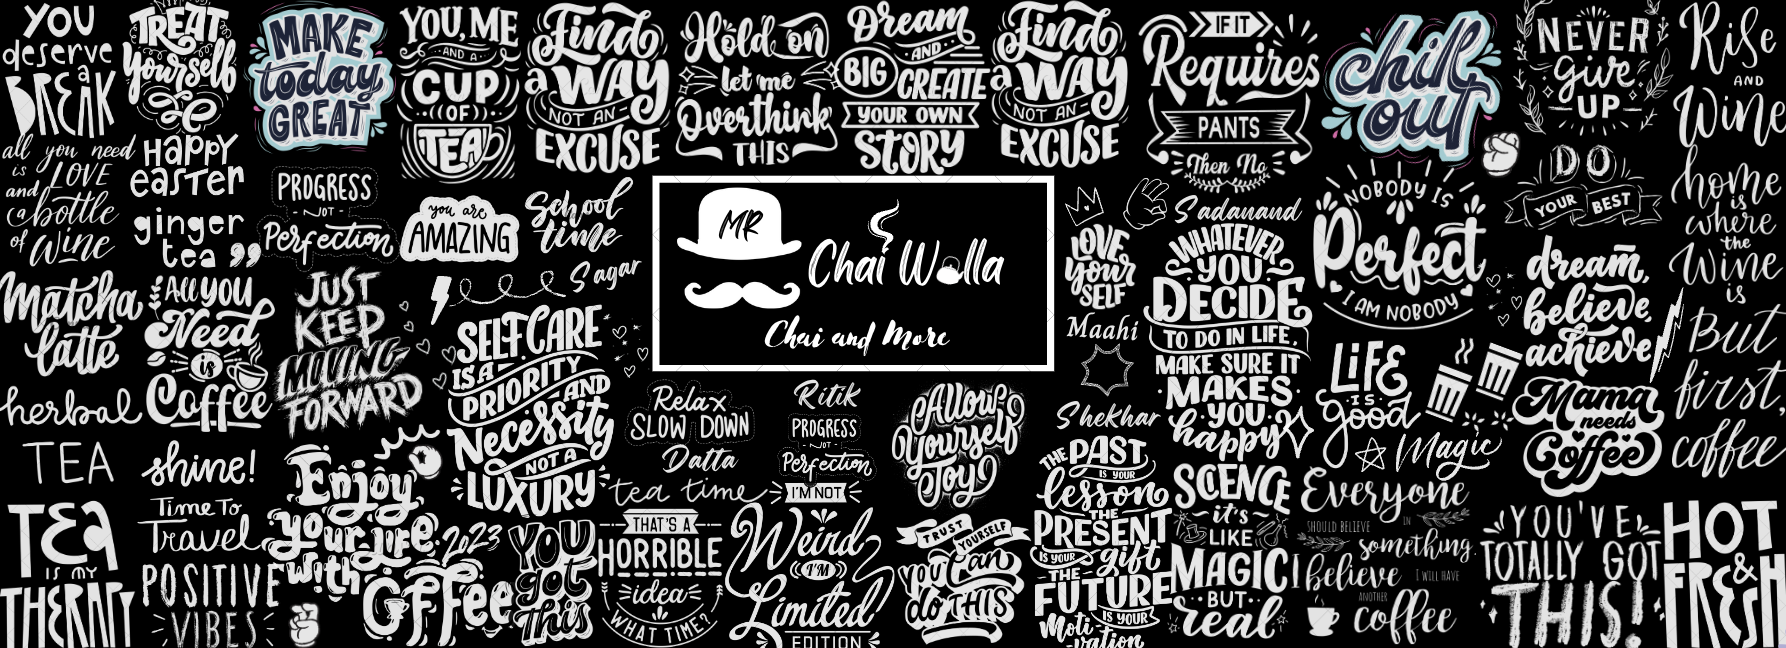 YOU
deserve
a
BREAK
all you need
is LOVE
and
(a bottle
of Wine
Matcha
latte
herbal
TEA
TEA
IS MY
THERAPY
TREAT
Yourself
HAPPY
easter
ginger
tea
All YOU
Need
is
Coffee
shine!
Time To
Travel
POSITIVE
VIBES
MAKE
today
GREAT
PROGRESS
NOT
Perfection
JUST
KEEP
MOVING
FORWARD
Enjoy
your life
with
Coffee
YOU, ME
AND A
CUP
OF
TEA
you are
AMAZING
School
time
Sagar
SELFCARE
IS A
PRIORITY
AND
Necessity
NOT A
LUXURY
2023
YOU
got
this
Find
a WAY
NOT AN
EXCUSE
Hold on
let me
Overthink
THIS
Dream
AND
BIG
CREATE
YOUR OWN
STORY
Find
a WAY
NOT AN
EXCUSE
MR
Chai Wolla
Chai and More
Relax
SLOW DOWN
Datta
tea time
THAT'S A
HORRIBLE
idea
WHAT TIME?
Ritik
PROGRESS
NOT
Perfection
I'M NOT
Weird
I'M
Limited
EDITION
Allow
Yourself
Joy
TRUST
YOURSELF
YOU Can
do THIS
IF IT
Requires
PANTS
Then No
LOVE
your
SELF
Maahi
Shekhar
THE PAST
IS YOUR
lesson
THE
PRESENT
IS YOUR gift
THE
FUTURE
IS YOUR
Moti
vation
Sadanand
WHATEVER
YOU
DECIDE
TO DO IN LIFE,
MAKE SURE IT
MAKES
YOU
happy
SCIENCE
it's
LIKE
MAGIC
BUT
real
chill
out
NOBODY IS
Perfect
I AM NOBODY
LIFE
IS
good
Magic
Everyone
SHOULD BELIEVE
IN
something.
I believe
I WILL HAVE
ANOTHER
coffee
NEVER
give
UP
DO
YOUR BEST
dream,
believe,
achieve
Mama
needs
Coffee
YOU'VE
TOTALLY GOT
THIS!
Rise
AND
Wine
home
is
where
the
Wine
is
But
first,
coffee
HOT
&
FRESH